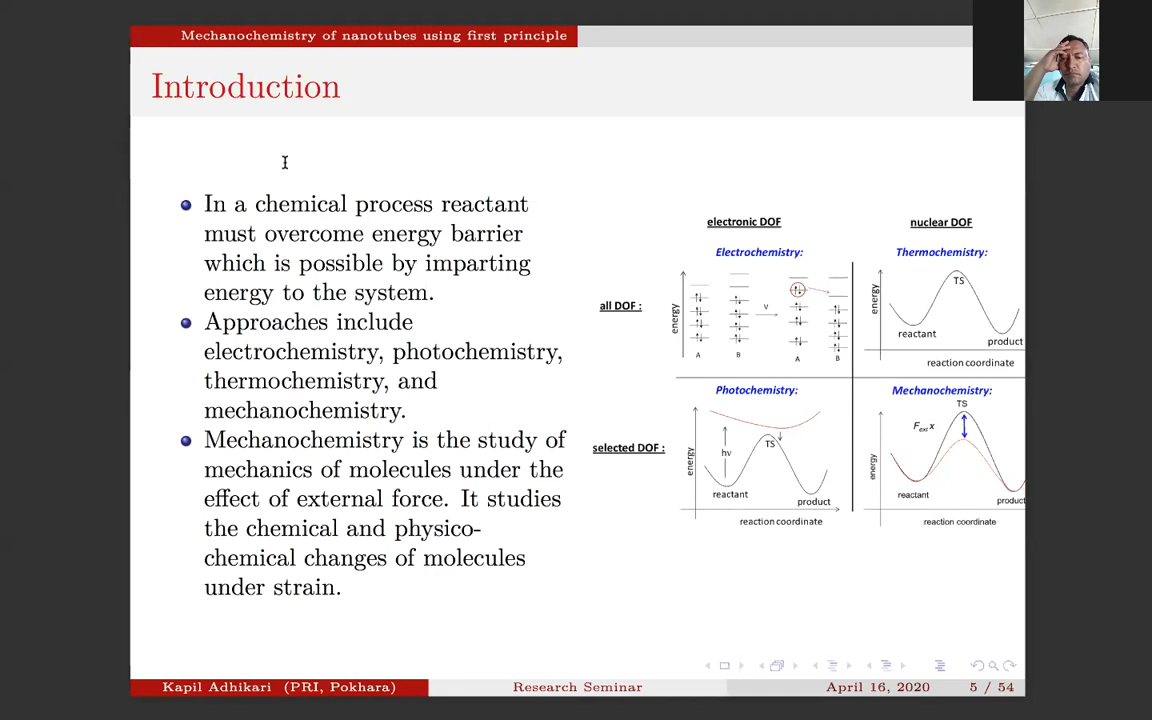 Mechanochemistry of nanotubes using first principle
Introduction
In a chemical process reactant
must overcome energy barrier
which is possible by imparting
energy to the system.
Approaches include
electrochemistry, photochemistry,
thermochemistry, and
mechanochemistry.
Mechanochemistry is the study of
mechanics of molecules under the
effect of external force. It studies
the chemical and physico-
chemical changes of molecules
under strain.
electronic DOF
nuclear DOF
Electrochemistry:
Thermochemistry:
all DOF :
energy
ν
A
B
A
B
energy
TS
reactant
product
reaction coordinate
Photochemistry:
Mechanochemistry:
selected DOF :
energy
hν
TS
reactant
product
reaction coordinate
energy
TS
Fext x
reactant
product
reaction coordinate
Kapil Adhikari (PRI, Pokhara)
Research Seminar
April 16, 2020
5 / 54